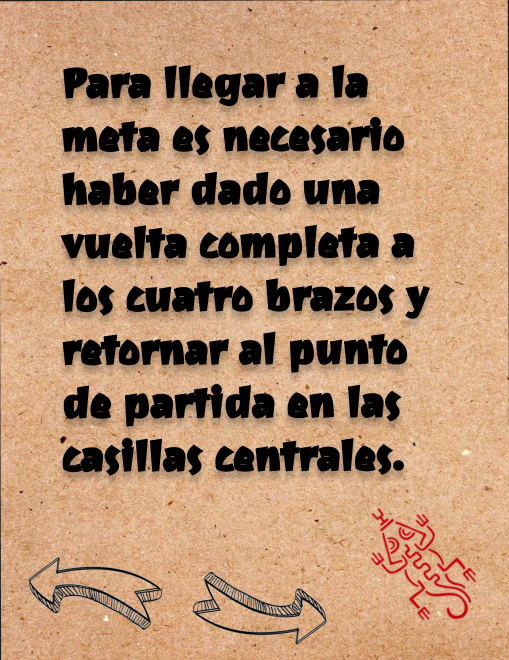 Para llegar a la
meta es necesario
haber dado una
vuelta completa a
los cuatro brazos y
retornar al punto
de partida en las
casillas centrales.